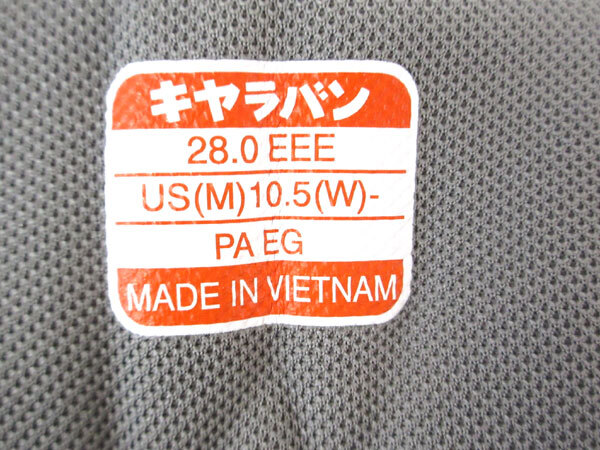 キャラバン
28.0 EEE
US(M)10.5(W)-
PA EG
MADE IN VIETNAM